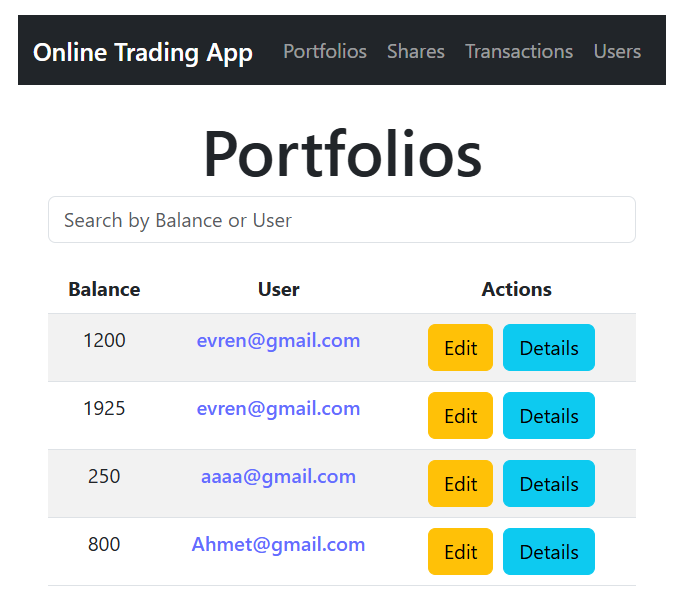 Online Trading App Portfolios Shares Transactions Users
Portfolios
Search by Balance or User
Balance User Actions
1200 evren@gmail.com Edit Details
1925 evren@gmail.com Edit Details
250 aaaa@gmail.com Edit Details
800 Ahmet@gmail.com Edit Details